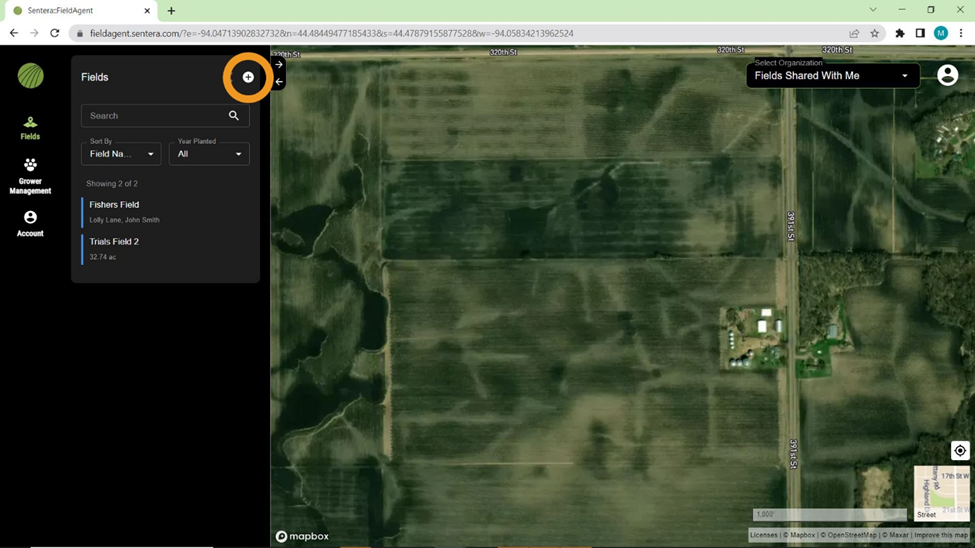 Sentera::FieldAgent
fieldagent.sentera.com/?e=-94.04713902832732&n=44.48449477185433&s=44.47879155877528&w=-94.05834213962524
M
320th St
320th St
320th St
320th St
Fields
Select Organization
Fields Shared With Me
Search
Fields
Sort By
Field Na...
Year Planted
All
Grower
Management
Showing 2 of 2
Fishers Field
Lolly Lane, John Smith
Account
Trials Field 2
32.74 ac
391st St
391st St
17th St W
Highland
21st St W
Street
1,000'
mapbox
Licenses | © Mapbox | © OpenStreetMap | © Maxar | Improve this map